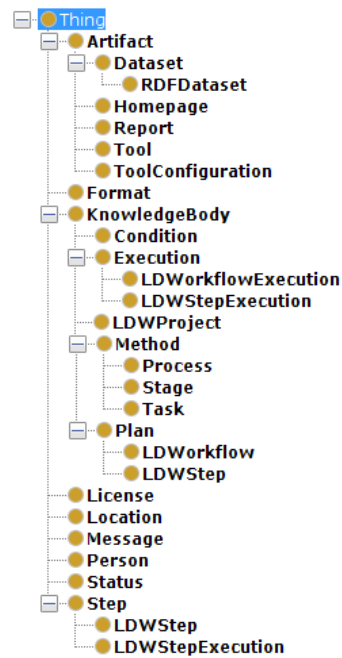 Thing
Artifact
Dataset
RDFDataset
Homepage
Report
Tool
ToolConfiguration
Format
KnowledgeBody
Condition
Execution
LDWorkflowExecution
LDWStepExecution
LDWProject
Method
Process
Stage
Task
Plan
LDWorkflow
LDWStep
License
Location
Message
Person
Status
Step
LDWStep
LDWStepExecution